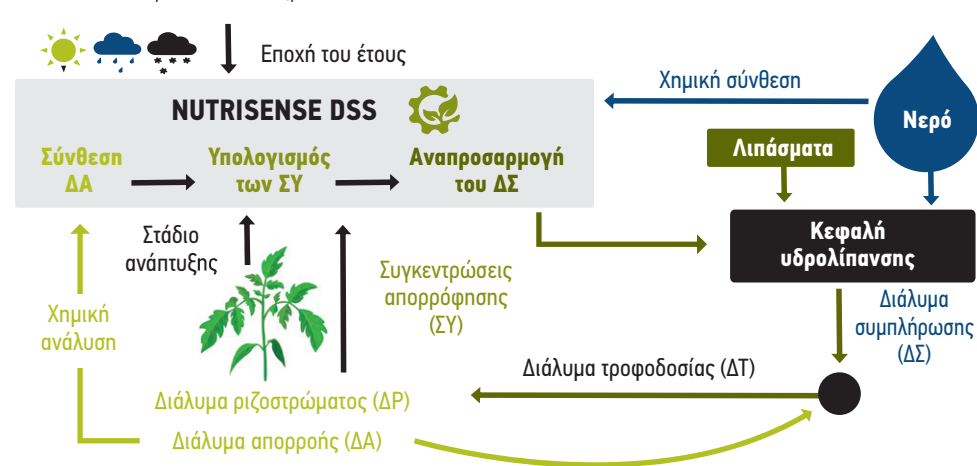 Εποχή του έτους
Χημική σύνθεση
NUTRISENSE DSS
Νερό
Λιπάσματα
Σύνθεση
ΔΑ
Υπολογισμός
των ΣΥ
Αναπροσαρμογή
του ΔΣ
Κεφαλή
υδρολίπανσης
Στάδιο
ανάπτυξης
Συγκεντρώσεις
απορρόφησης
(ΣΥ)
Χημική
ανάλυση
Διάλυμα
συμπλήρωσης
(ΔΣ)
Διάλυμα τροφοδοσίας (ΔΤ)
Διάλυμα ριζοστρώματος (ΔΡ)
Διάλυμα απορροής (ΔΑ)